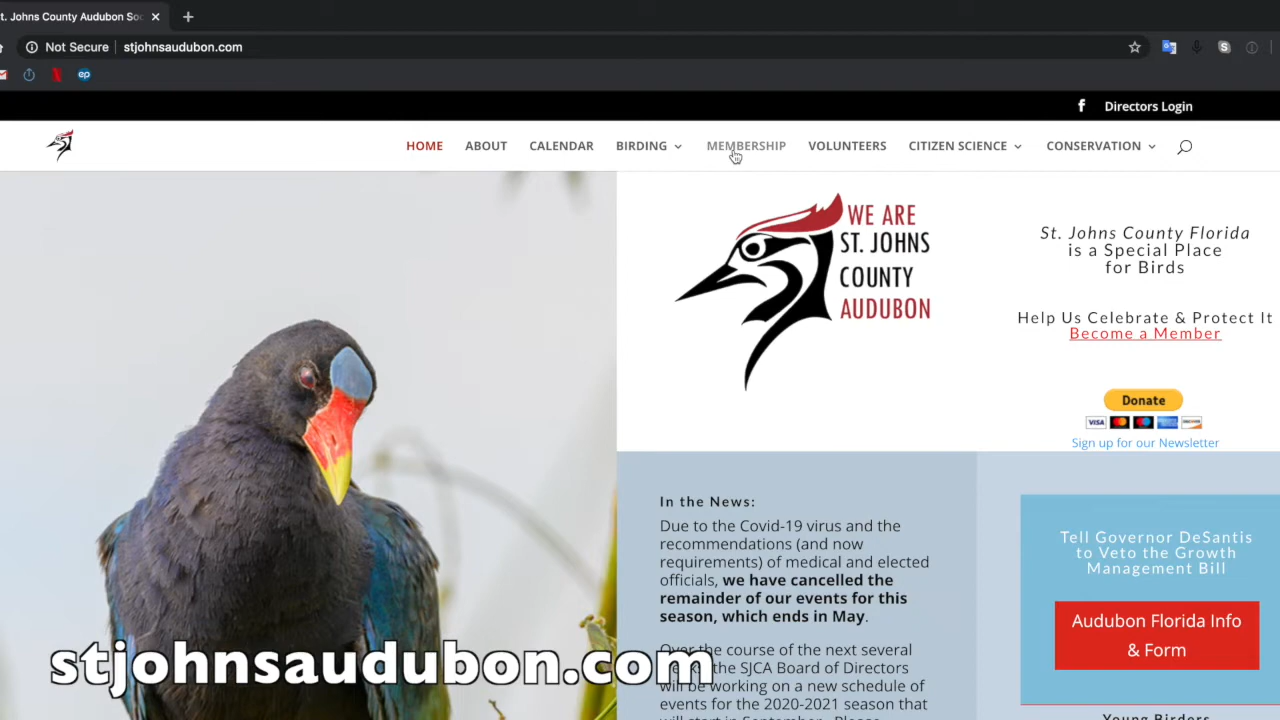 t. Johns County Audubon Soc
Not Secure
stjohnsaudubon.com
ep
Directors Login
HOME
ABOUT
CALENDAR
BIRDING
MEMBERSHIP
VOLUNTEERS
CITIZEN SCIENCE
CONSERVATION
WE ARE
ST. JOHNS
COUNTY
AUDUBON
St. Johns County Florida
is a Special Place
for Birds
Help Us Celebrate & Protect It
Become a Member
Donate
VISA
Sign up for our Newsletter
In the News:
Due to the Covid-19 virus and the
recommendations (and now
requirements) of medical and elected
officials, we have cancelled the
remainder of our events for this
season, which ends in May.
Over the course of the next several
the SJCA Board of Directors
will be working on a new schedule of
events for the 2020-2021 season that
will start in September. Please
Tell Governor DeSantis
to Veto the Growth
Management Bill
Audubon Florida Info
& Form
Young Birders
stjohnsaudubon.com